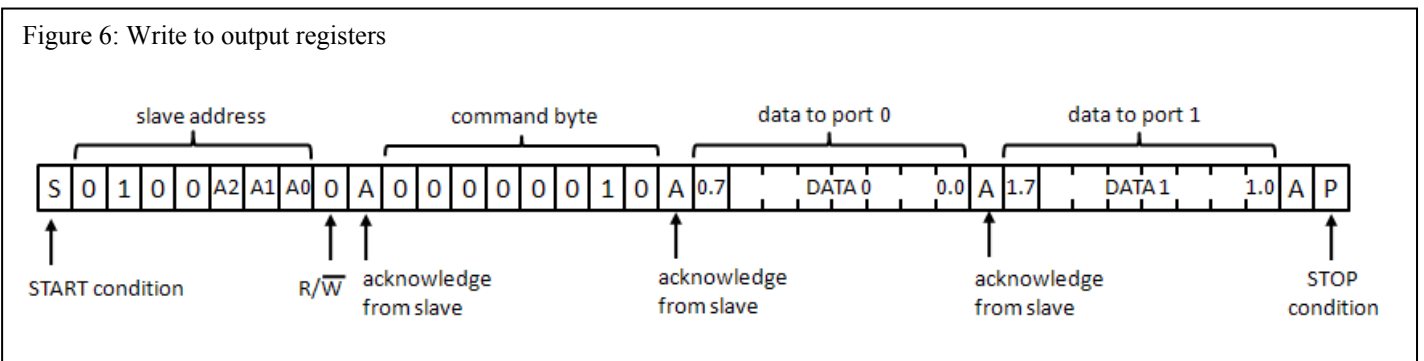 Figure 6: Write to output registers
slave address command byte data to port 0 data to port 1
S 0 1 0 0 A2 A1 A0 0 A 0 0 0 0 0 0 1 0 A 0.7 DATA 0 0.0 A 1.7 DATA 1 1.0 A P
START condition R/W̅ acknowledge from slave acknowledge from slave acknowledge from slave STOP condition